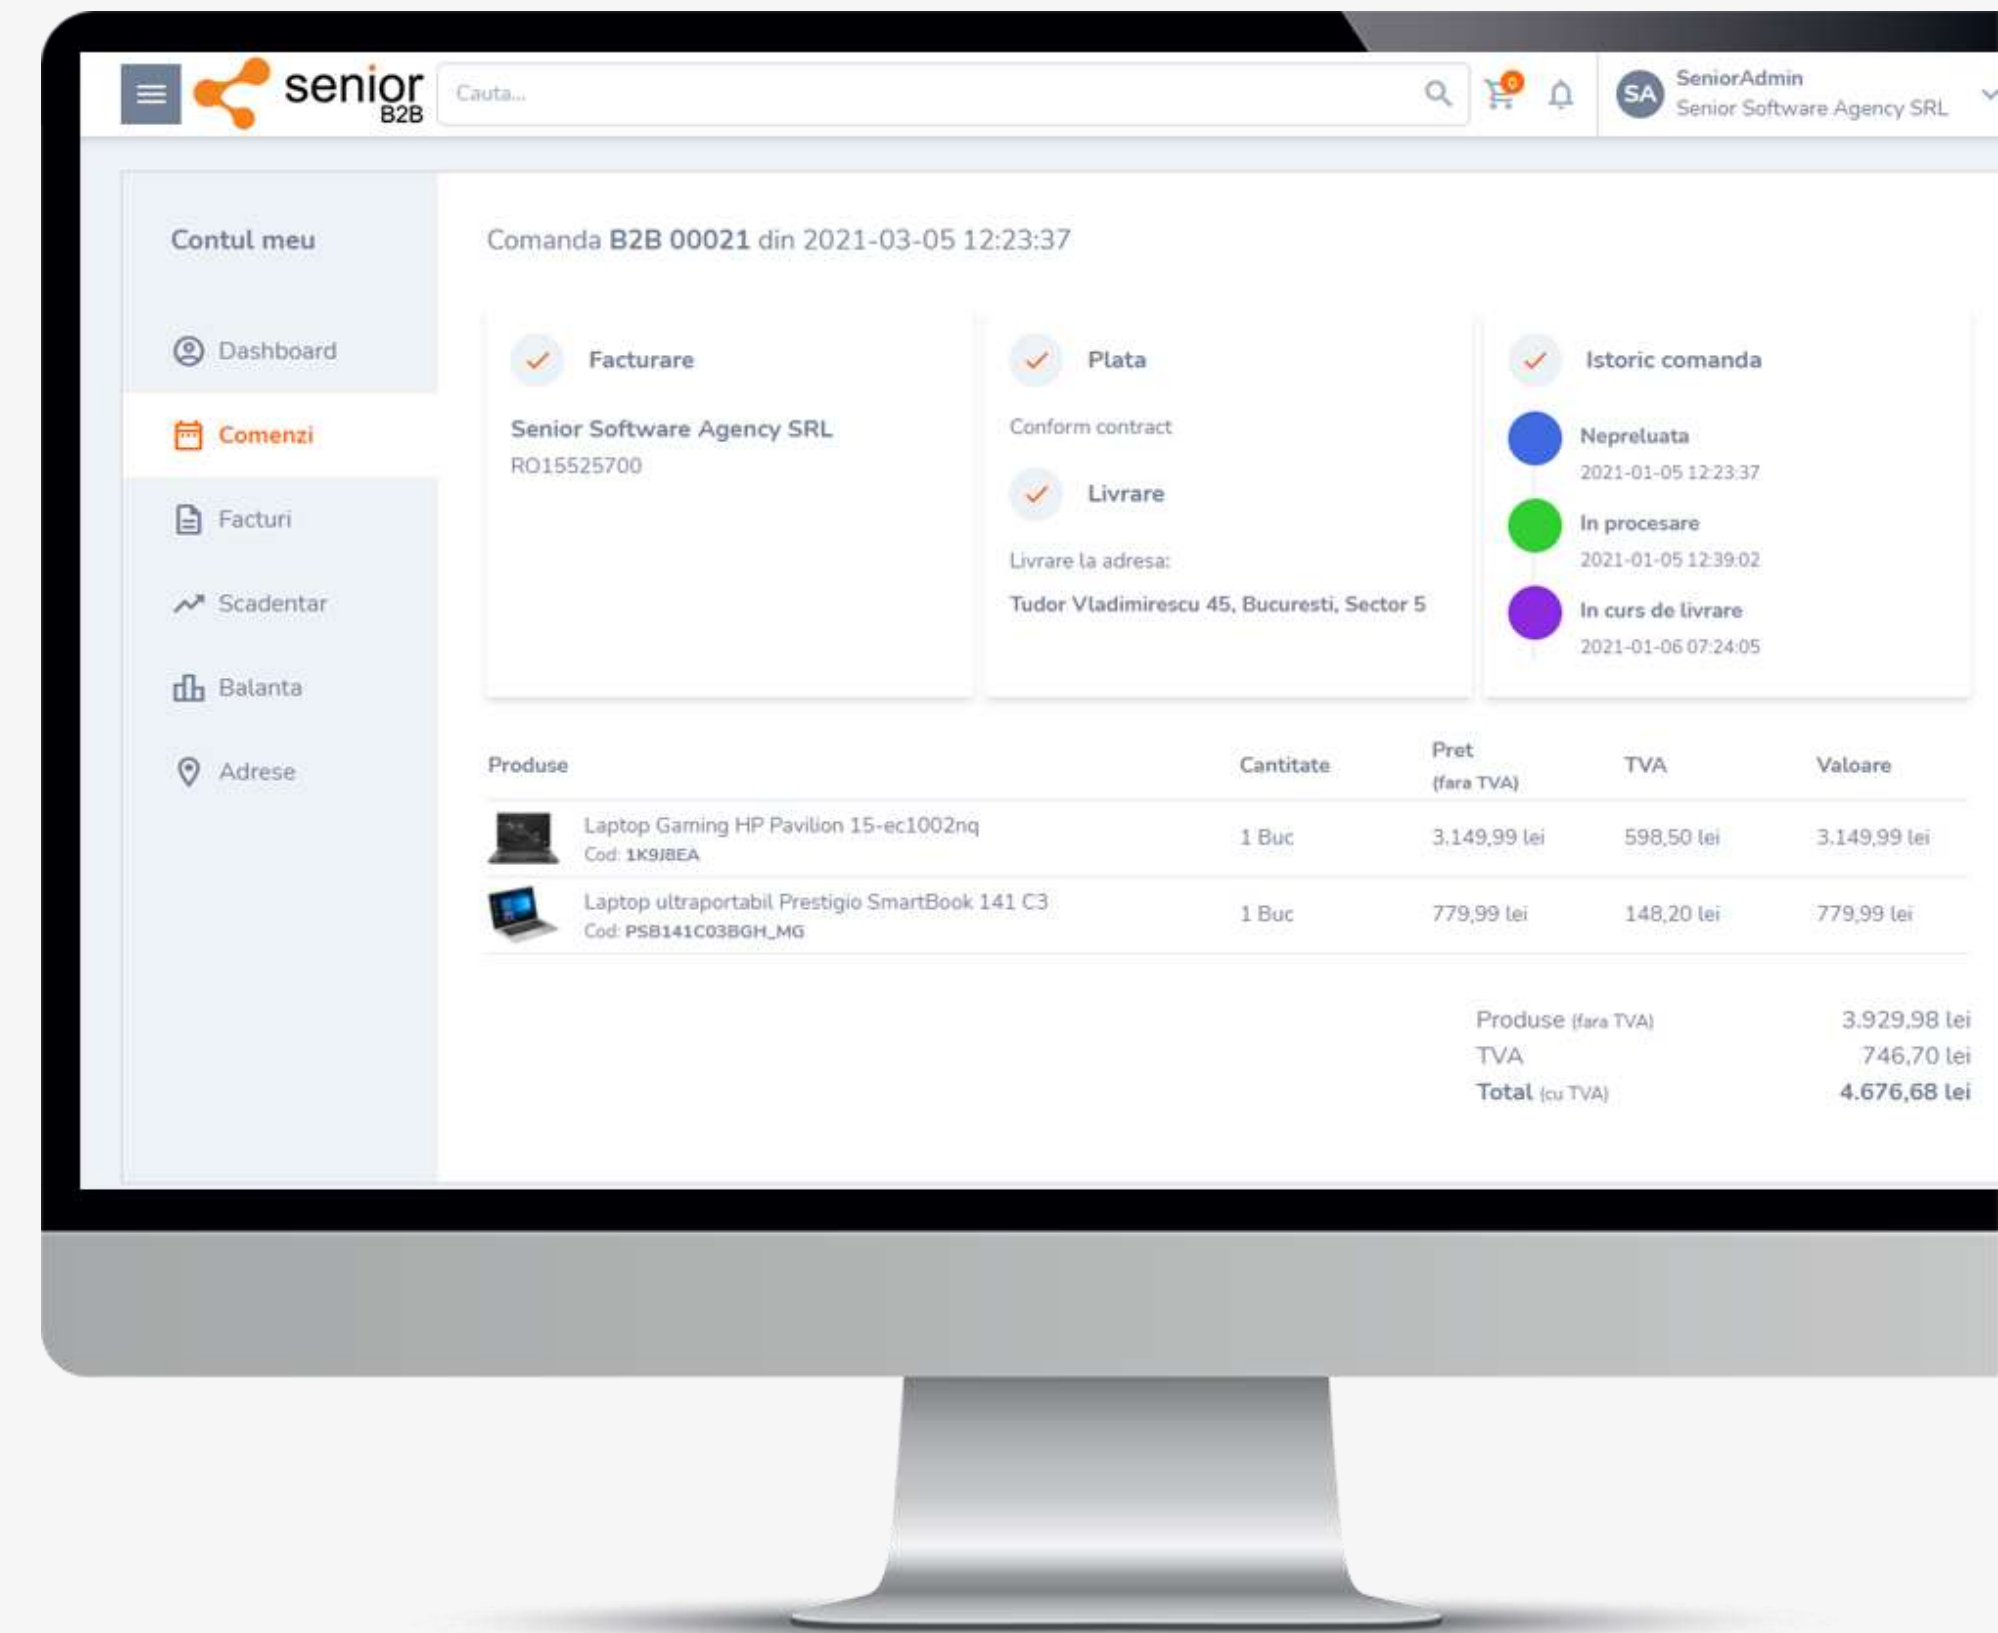 senior
B2B
Cauta...
0
SA
SeniorAdmin
Senior Software Agency SRL
Contul meu
Dashboard
Comenzi
Facturi
Scadentar
Balanta
Adrese
Comanda B2B 00021 din 2021-03-05 12:23:37
Facturare
Senior Software Agency SRL
RO15525700
Plata
Conform contract
Livrare
Livrare la adresa:
Tudor Vladimirescu 45, Bucuresti, Sector 5
Istoric comanda
Nepreluata
2021-01-05 12:23:37
In procesare
2021-01-05 12:39:02
In curs de livrare
2021-01-06 07:24:05
Produse Cantitate Pret (fara TVA) TVA Valoare
Laptop Gaming HP Pavilion 15-ec1002nq 1 Buc 3.149,99 lei 598,50 lei 3.149,99 lei
Cod: 1K9J8EA
Laptop ultraportabil Prestigio SmartBook 141 C3 1 Buc 779,99 lei 148,20 lei 779,99 lei
Cod: PSB141C03BGH_MG
Produse (fara TVA) 3.929,98 lei
TVA 746,70 lei
Total (cu TVA) 4.676,68 lei